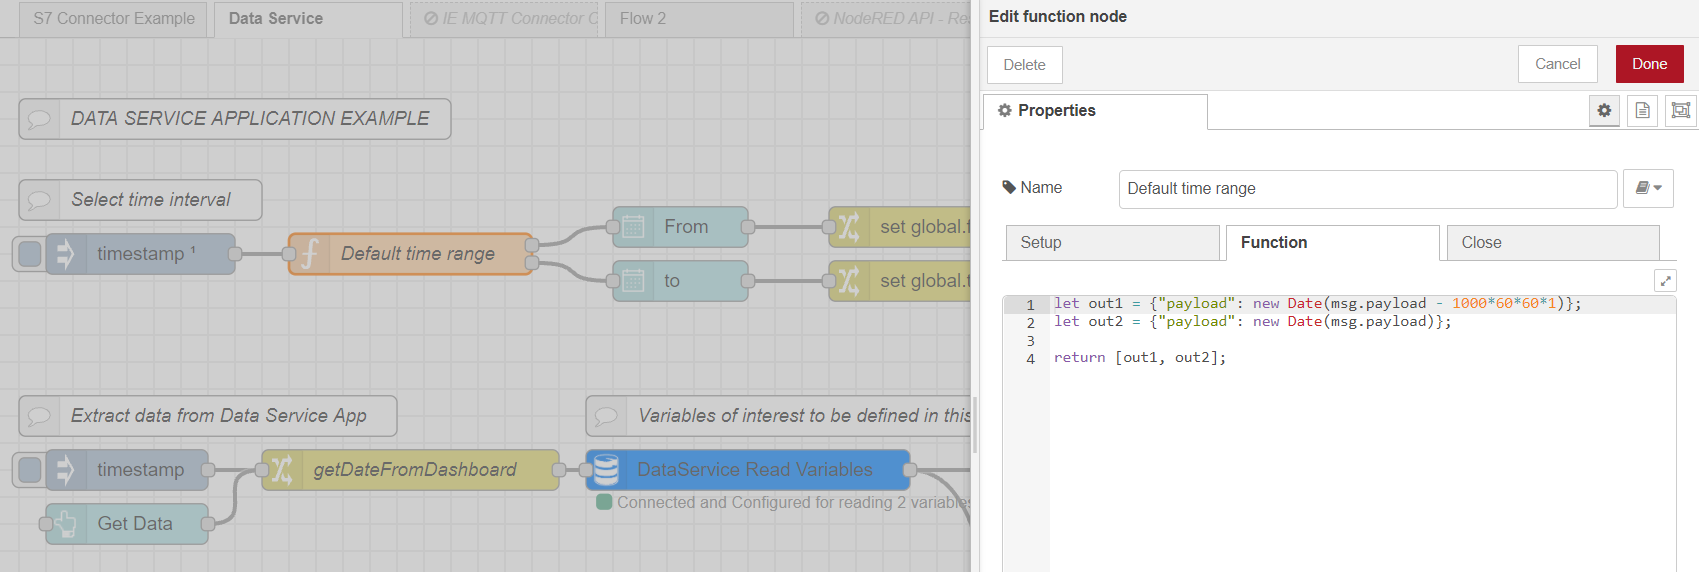 S7 Connector Example
Data Service
IE MQTT Connector
Flow 2
NodeRED API - Re
DATA SERVICE APPLICATION EXAMPLE
Select time interval
timestamp ¹
Default time range
From
to
set global.
set global.
Extract data from Data Service App
Variables of interest to be defined in this
timestamp
getDateFromDashboard
DataService Read Variables
Get Data
Connected and Configured for reading 2 variable
Edit function node
Delete
Cancel
Done
Properties
Name
Default time range
Setup
Function
Close
1 let out1 = {"payload": new Date(msg.payload - 1000*60*60*1)};
2 let out2 = {"payload": new Date(msg.payload)};
3
4 return [out1, out2];